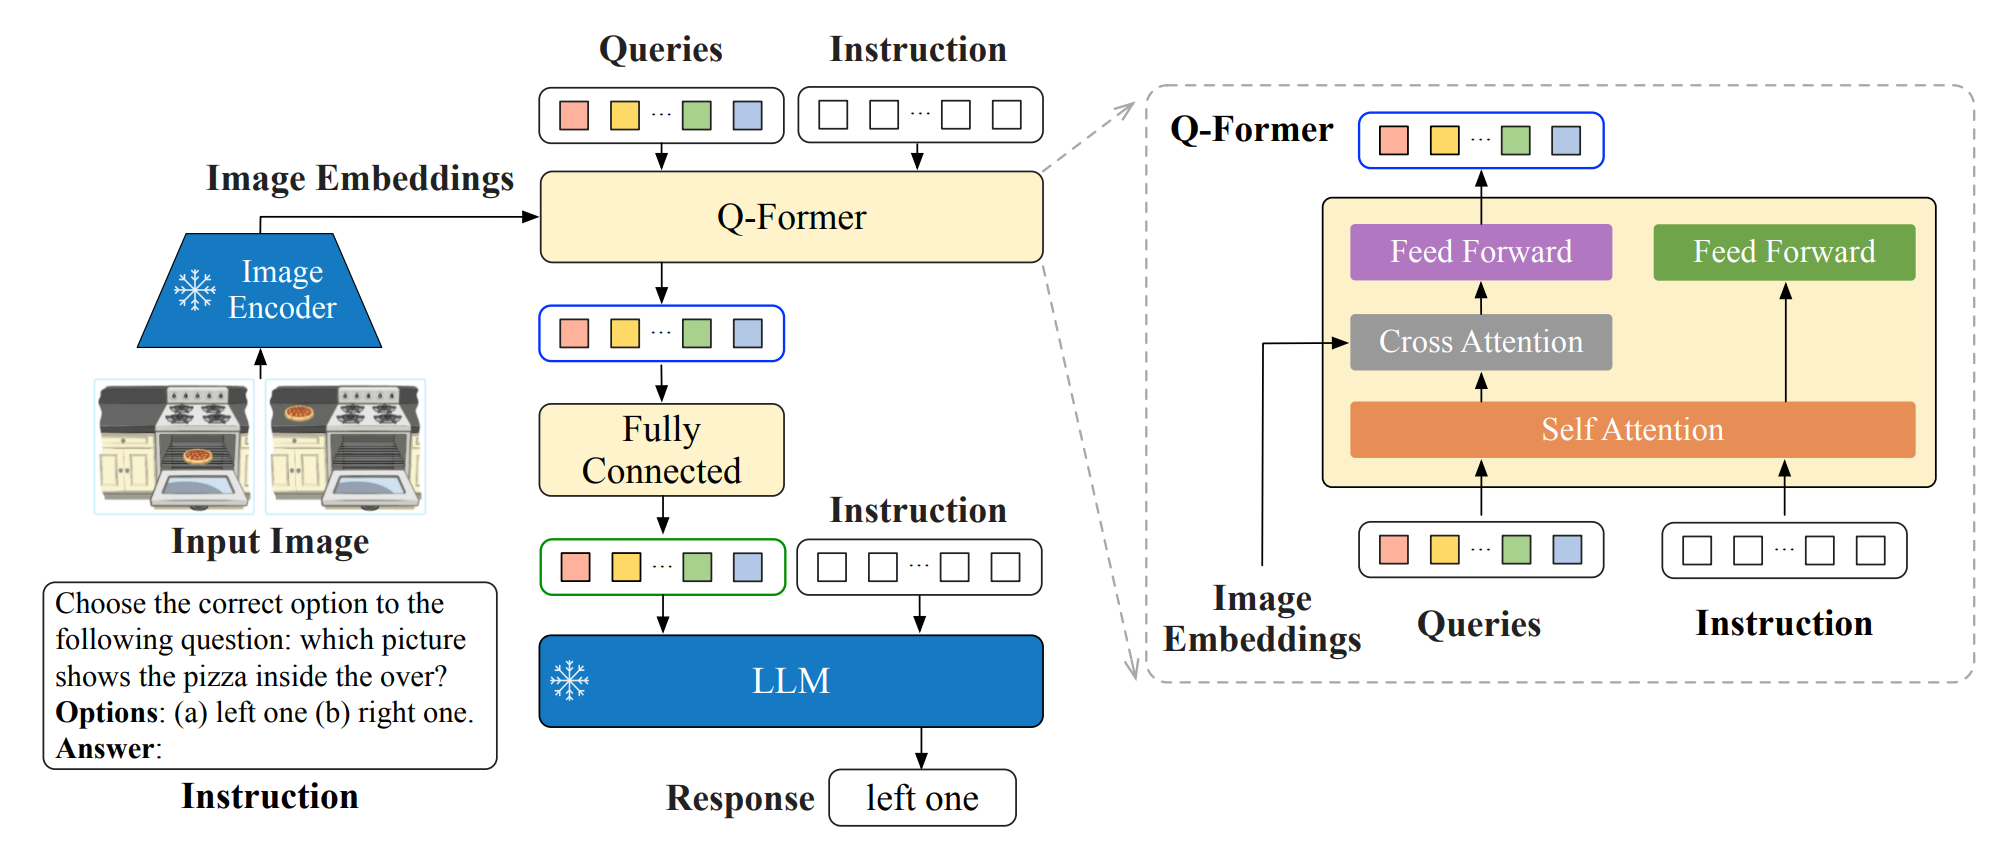 Queries
Instruction
Image Embeddings
Q-Former
Image
Encoder
Input Image
Fully
Connected
Instruction
Choose the correct option to the
following question: which picture
shows the pizza inside the over?
Options: (a) left one (b) right one.
Answer:
Instruction
LLM
Response
left one
Q-Former
Feed Forward
Feed Forward
Cross Attention
Self Attention
Image
Embeddings
Queries
Instruction